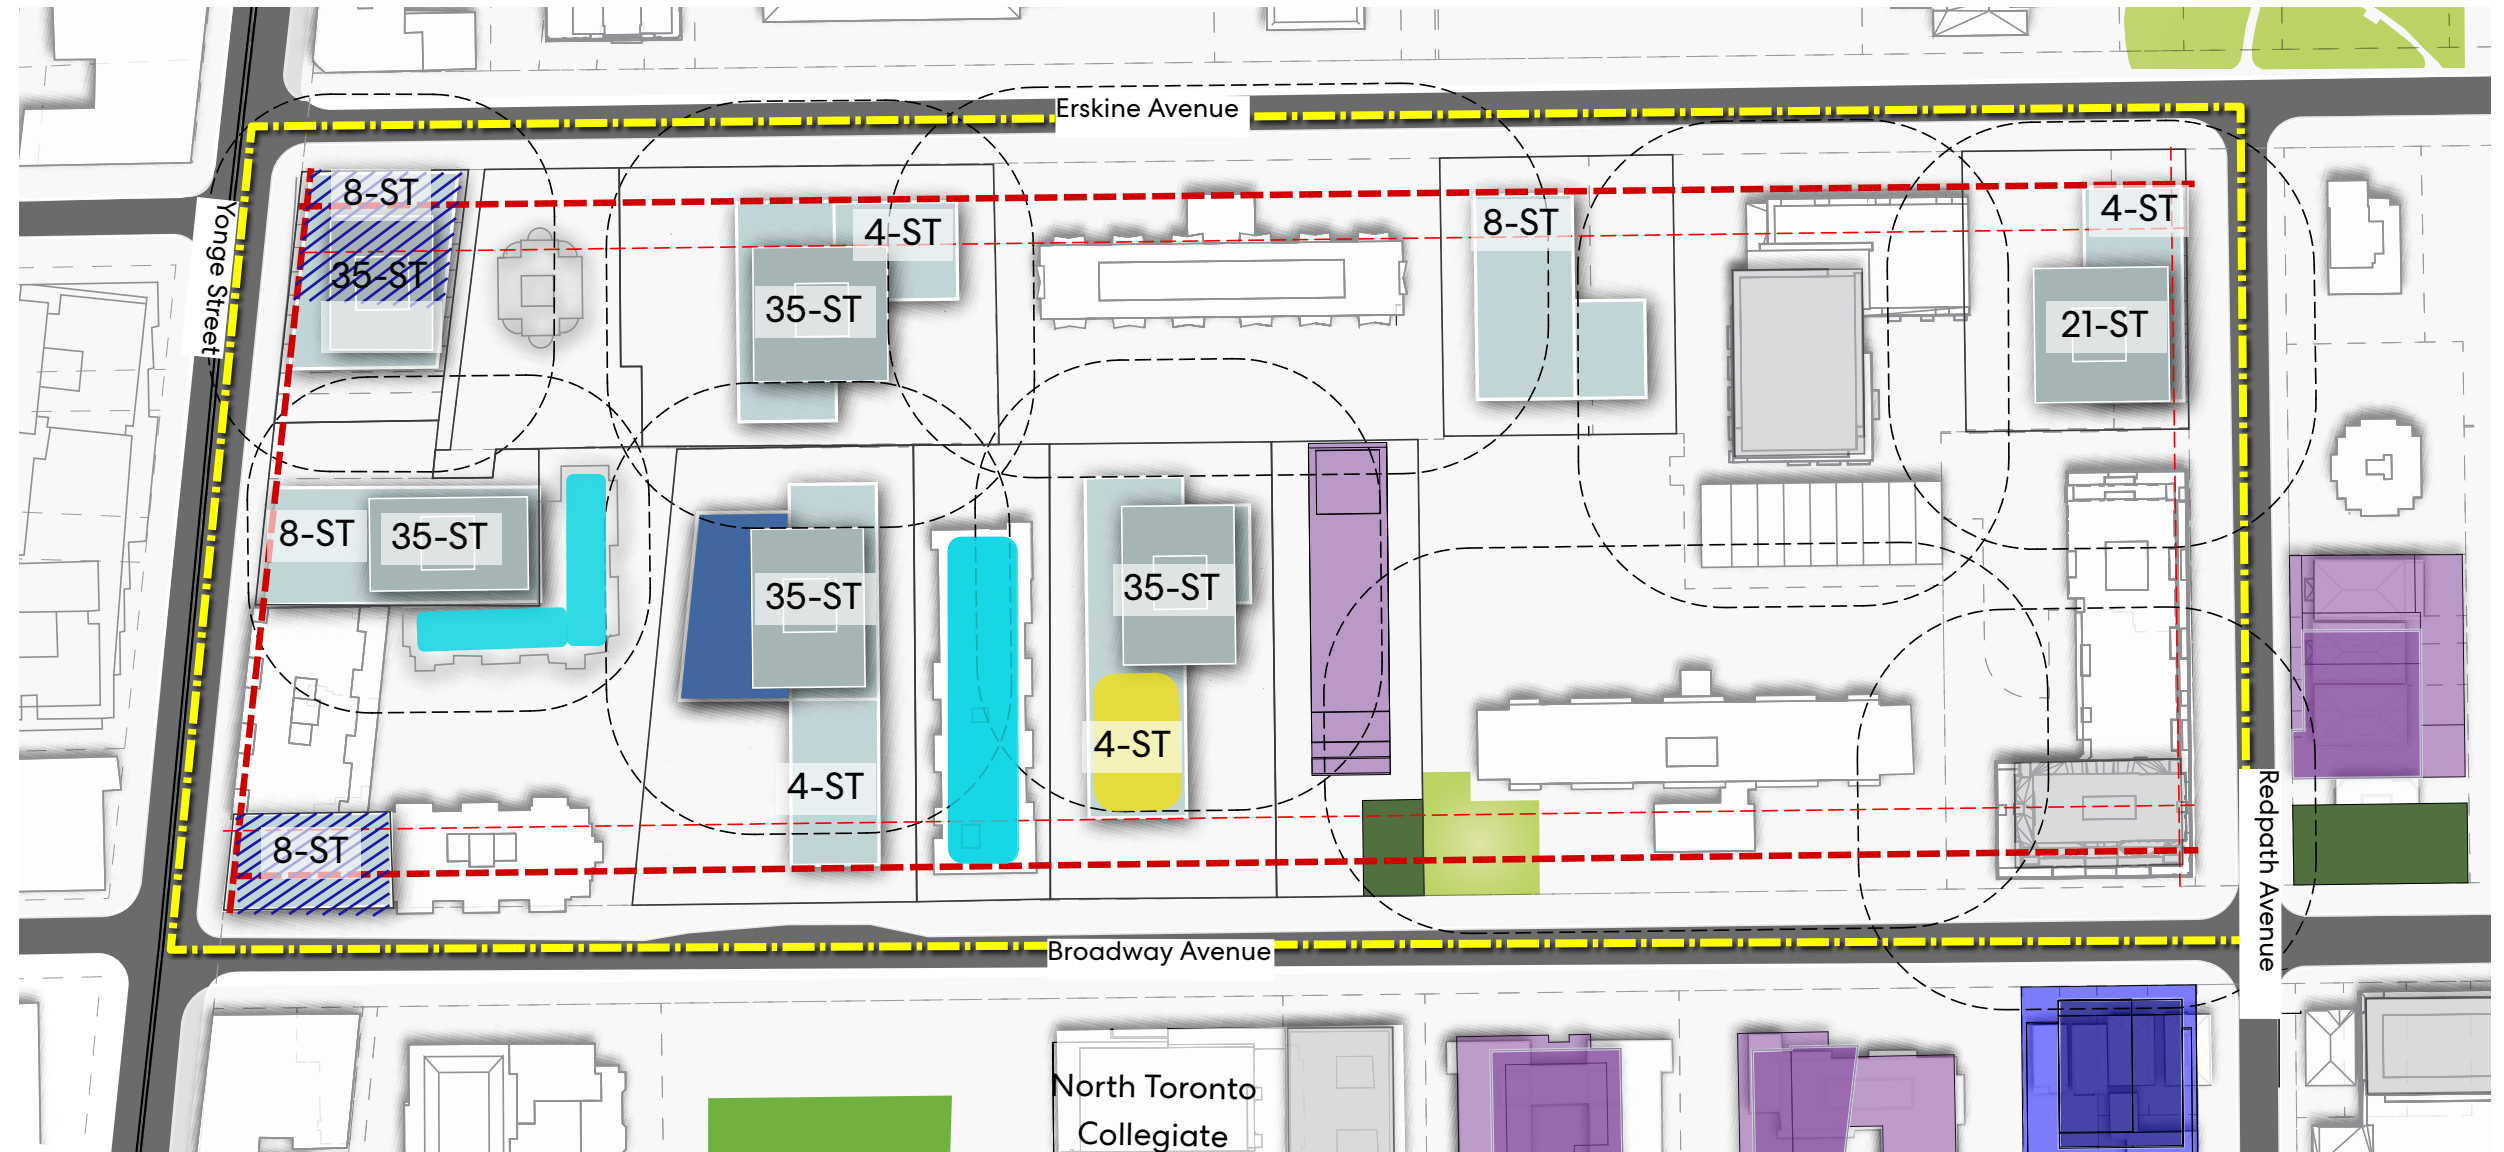 Erskine Avenue
8-ST
4-ST
8-ST
4-ST
35-ST
35-ST
21-ST
Yonge Street
8-ST
35-ST
35-ST
35-ST
4-ST
4-ST
8-ST
Redpath Avenue
Broadway Avenue
North Toronto
Collegiate